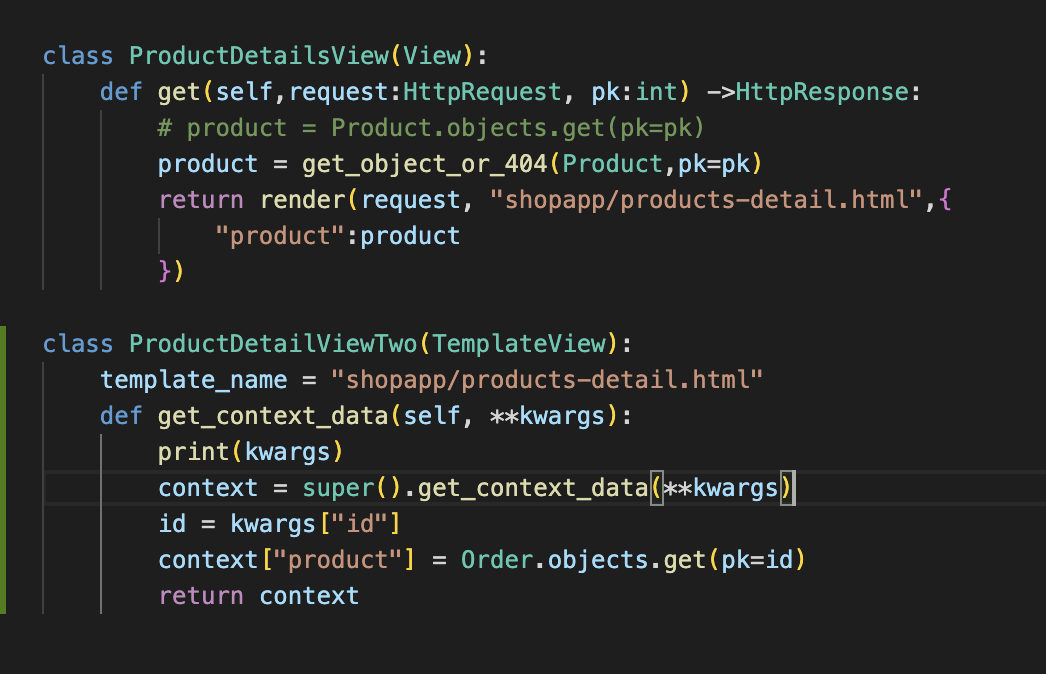 class ProductDetailsView(View):
    def get(self,request:HttpRequest, pk:int) ->HttpResponse:
        # product = Product.objects.get(pk=pk)
        product = get_object_or_404(Product,pk=pk)
        return render(request, "shopapp/products-detail.html",{
            "product":product
        })

class ProductDetailViewTwo(TemplateView):
    template_name = "shopapp/products-detail.html"
    def get_context_data(self, **kwargs):
        print(kwargs)
        context = super().get_context_data(**kwargs)
        id = kwargs["id"]
        context["product"] = Order.objects.get(pk=id)
        return context